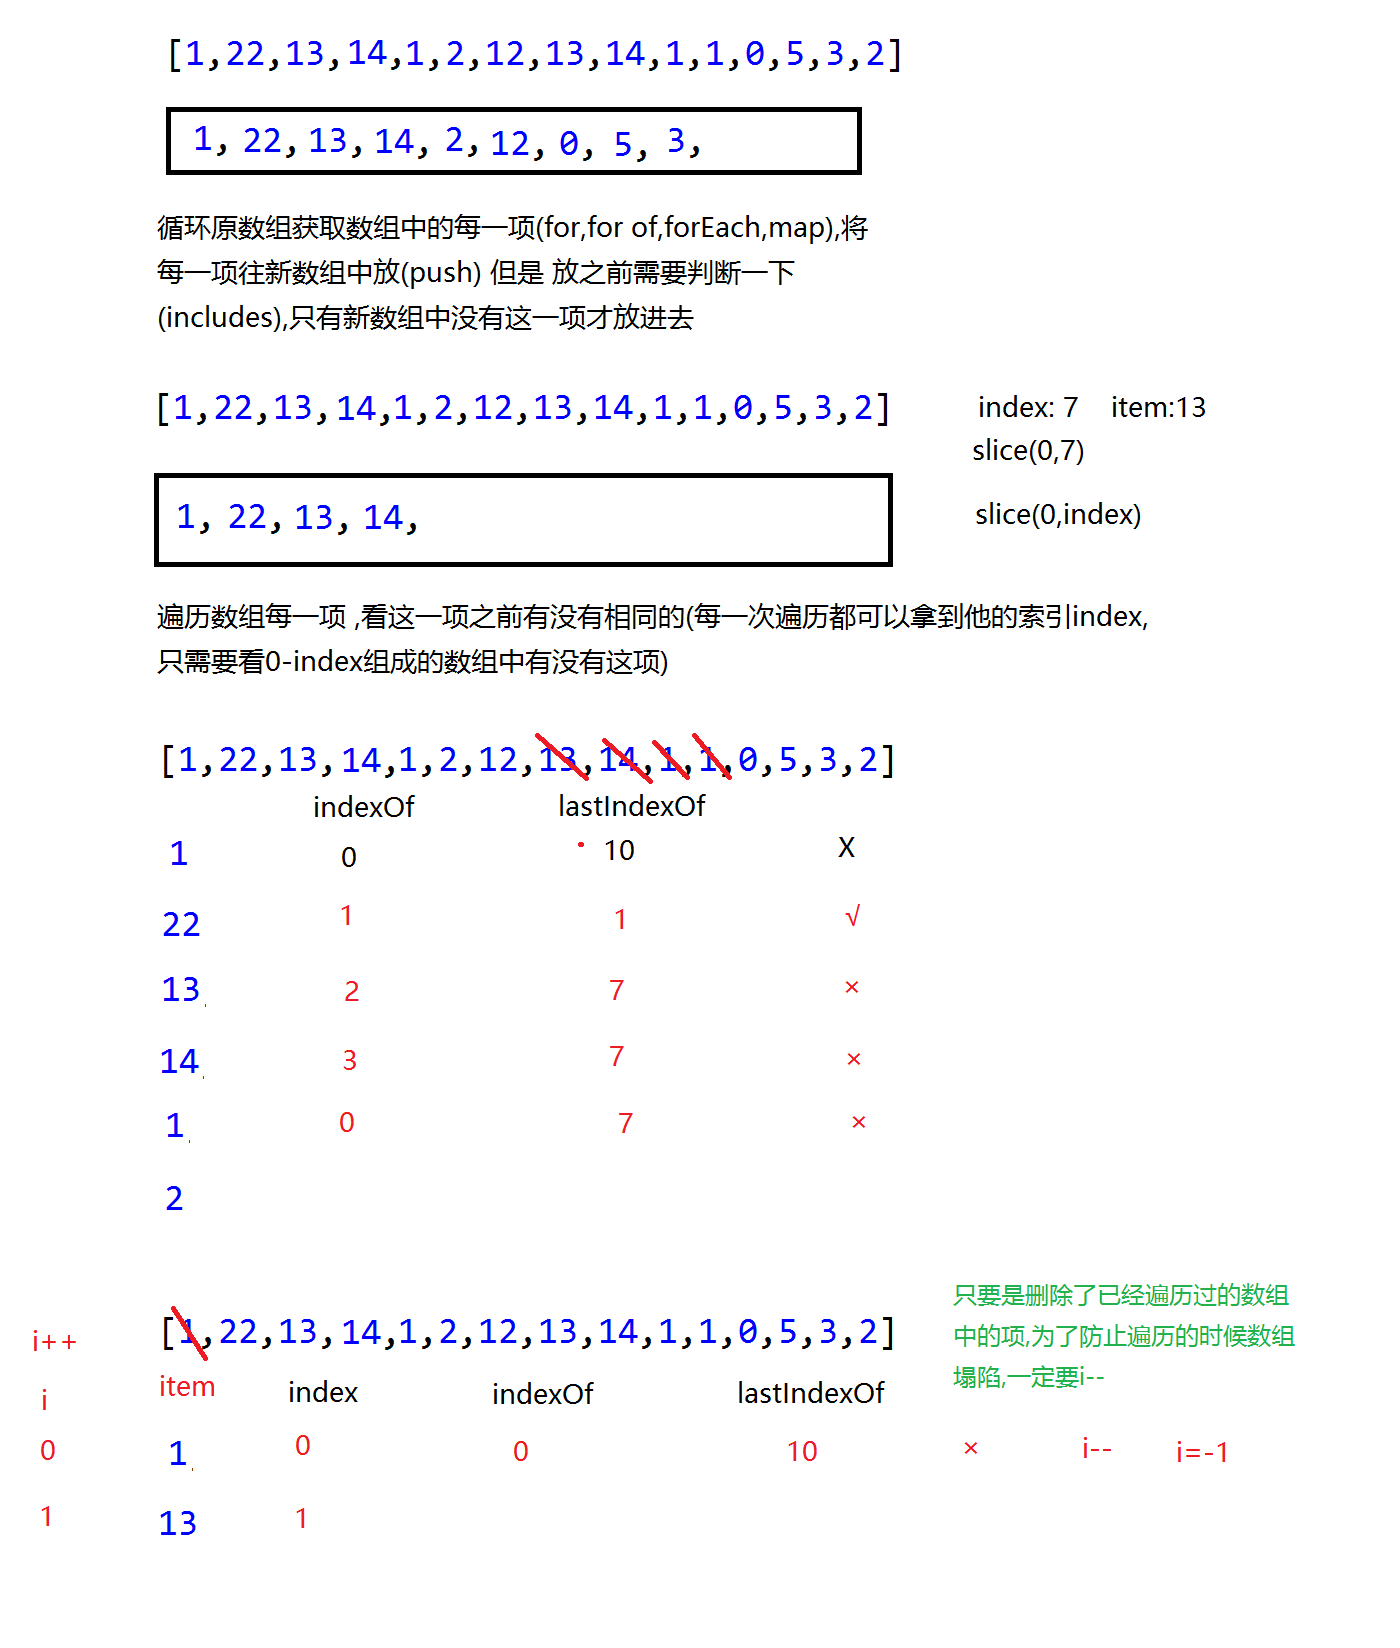 [1,22,13,14,1,2,12,13,14,1,1,0,5,3,2]
1, 22, 13, 14, 2, 12, 0, 5, 3,
循环原数组获取数组中的每一项(for,for of,forEach,map),将
每一项往新数组中放(push) 但是 放之前需要判断一下
(includes),只有新数组中没有这一项才放进去
[1,22,13,14,1,2,12,13,14,1,1,0,5,3,2]
index: 7 item:13
slice(0,7)
1, 22, 13, 14,
slice(0,index)
遍历数组每一项 ,看这一项之前有没有相同的(每一次遍历都可以拿到他的索引index,
只需要看0-index组成的数组中有没有这项)
[1,22,13,14,1,2,12,13,14,1,1,0,5,3,2]
indexOf lastIndexOf
1 0 10 X
22 1 1 √
13 2 7 ×
14 3 7 ×
1 0 7 ×
2
只要是删除了已经遍历过的数组
中的项,为了防止遍历的时候数组
塌陷,一定要i--
i++ [1,22,13,14,1,2,12,13,14,1,1,0,5,3,2]
i item index indexOf lastIndexOf
0 1 0 0 10 × i-- i=-1
1 13 1